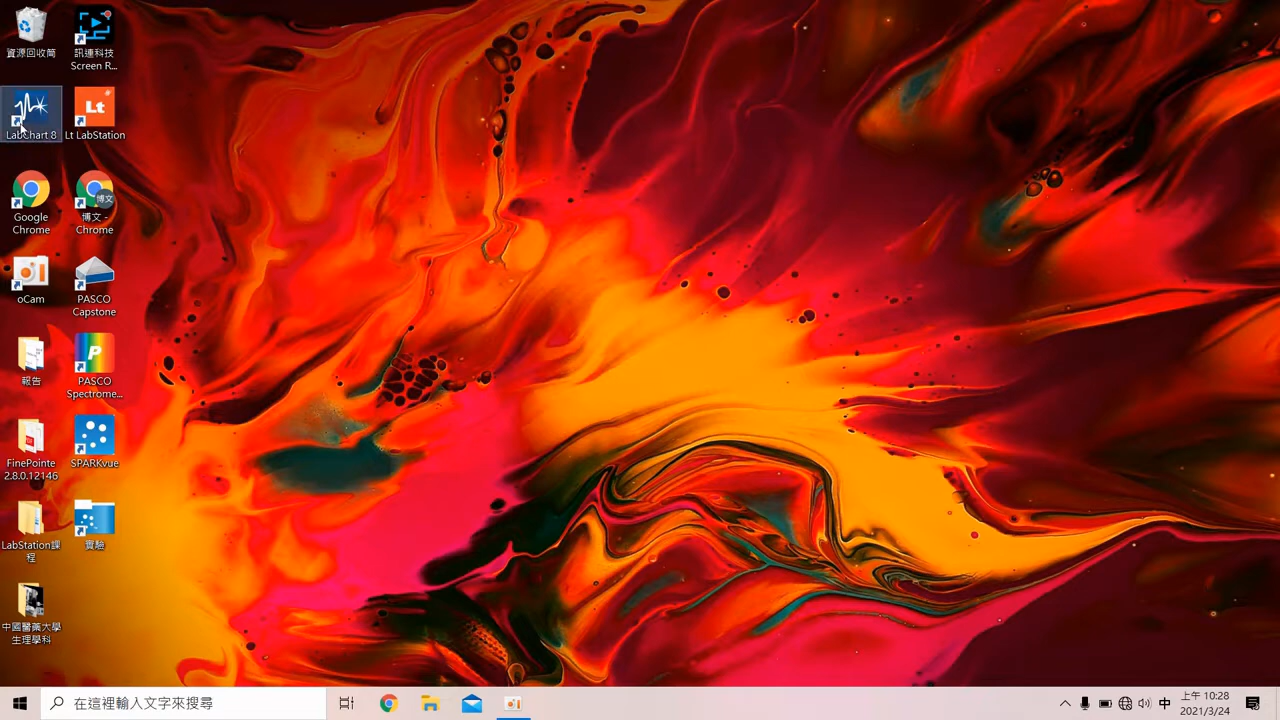 資源回收筒
訊連科技
Screen R...
LabChart 8
Lt
Lt LabStation
Google
Chrome
博文
博文 -
Chrome
oCam
PASCO
Capstone
報告
P
PASCO
Spectrome...
FinePointe
2.8.0.12146
SPARKvue
LabStation課
程
實驗
中國醫藥大學
生理學科
在這裡輸入文字來搜尋
中
上午 10:28
2021/3/24